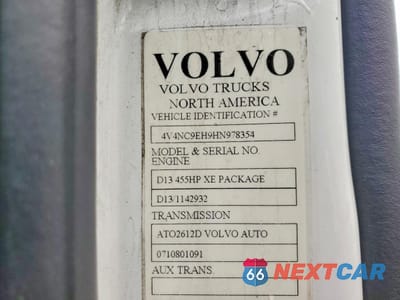 VOLVO
VOLVO TRUCKS
NORTH AMERICA
VEHICLE IDENTIFICATION #
4V4NC9EH9HN978354
MODEL & SERIAL NO.
ENGINE
D13 455HP XE PACKAGE
D13/1142932
TRANSMISSION
ATO2612D VOLVO AUTO
0710801091
AUX TRANS.
66 NEXTCAR